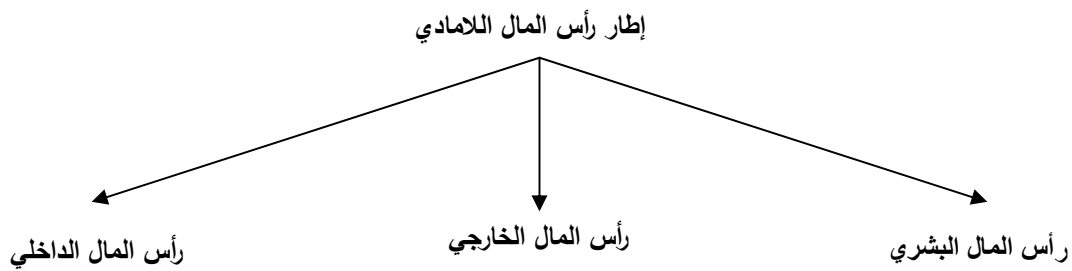 إطار رأس المال اللامادي
رأس المال البشري
رأس المال الخارجي
رأس المال الداخلي